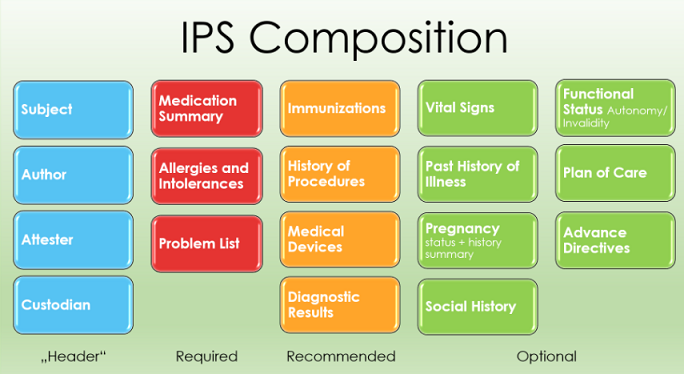 IPS Composition
Subject
Author
Attester
Custodian
„Header“
Medication
Summary
Allergies and
Intolerances
Problem List
Required
Immunizations
History of
Procedures
Medical
Devices
Diagnostic
Results
Recommended
Vital Signs
Past History of
Illness
Pregnancy
status + history
summary
Social History
Functional
Status Autonomy/
Invalidity
Plan of Care
Advance
Directives
Optional